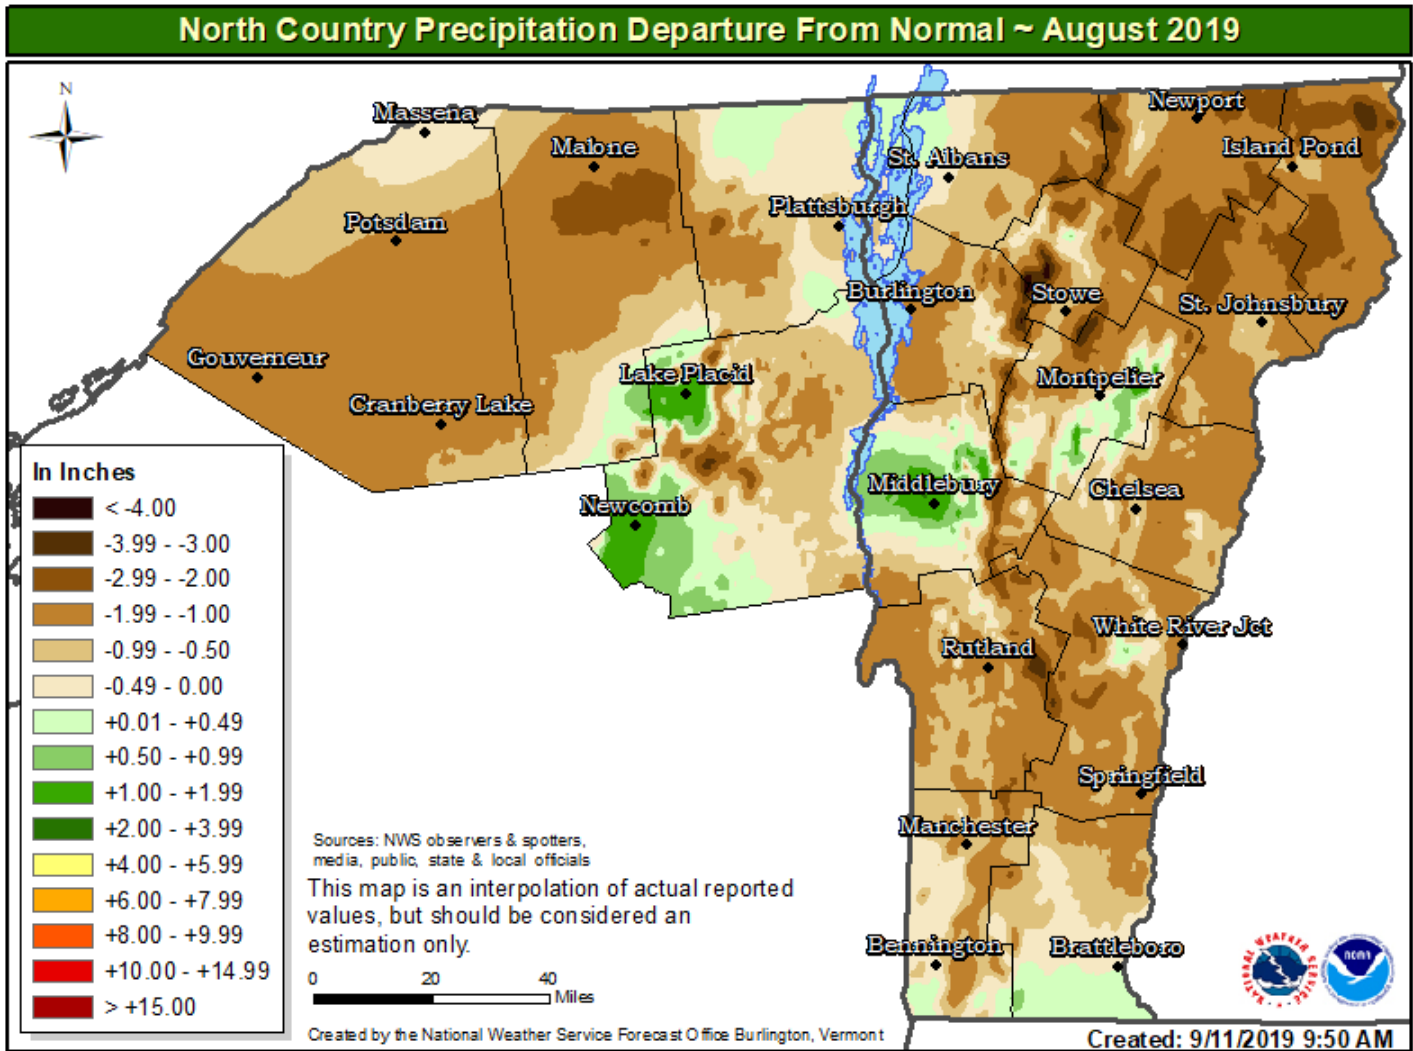 North Country Precipitation Departure From Normal ~ August 2019
N
Massena
Malone
Newport
Island Pond
St. Albans
Potsdam
Plattsburgh
Burlington
Stowe
St. Johnsbury
Gouverneur
Lake Placid
Montpelier
Cranberry Lake
Middlebury
Chelsea
Newcomb
White River Jct
Rutland
Springfield
Manchester
Bennington
Brattleboro
In Inches
< -4.00
-3.99 - -3.00
-2.99 - -2.00
-1.99 - -1.00
-0.99 - -0.50
-0.49 - 0.00
+0.01 - +0.49
+0.50 - +0.99
+1.00 - +1.99
+2.00 - +3.99
+4.00 - +5.99
+6.00 - +7.99
+8.00 - +9.99
+10.00 - +14.99
> +15.00
Sources: NWS observers & spotters,
media, public, state & local officials
This map is an interpolation of actual reported
values, but should be considered an
estimation only.
0 20 40
Miles
Created by the National Weather Service Forecast Office Burlington, Vermont
NATIONAL WEATHER SERVICE
noaa
Created: 9/11/2019 9:50 AM